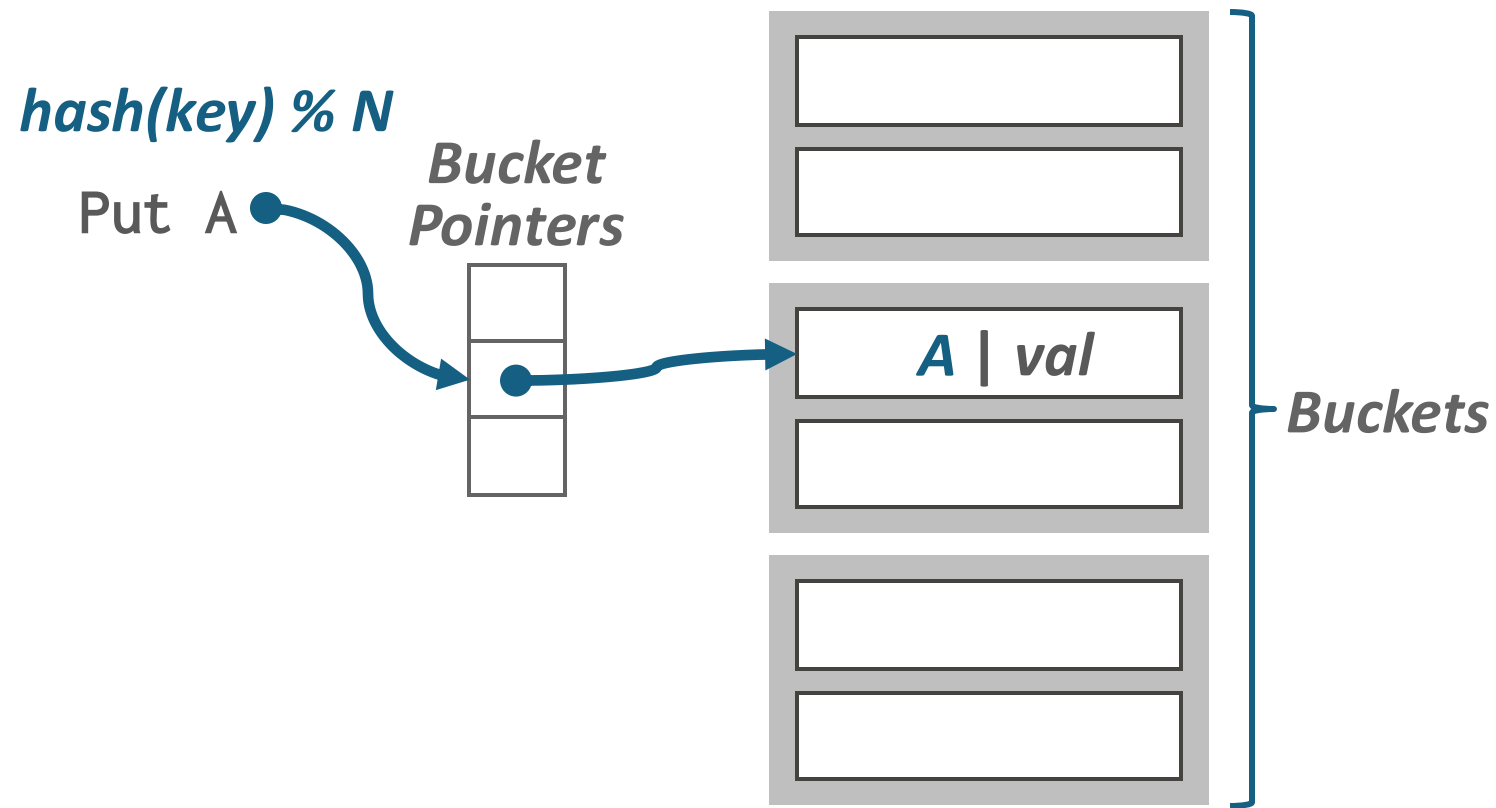 hash(key) % N
Put A
Bucket
Pointers
A | val
Buckets